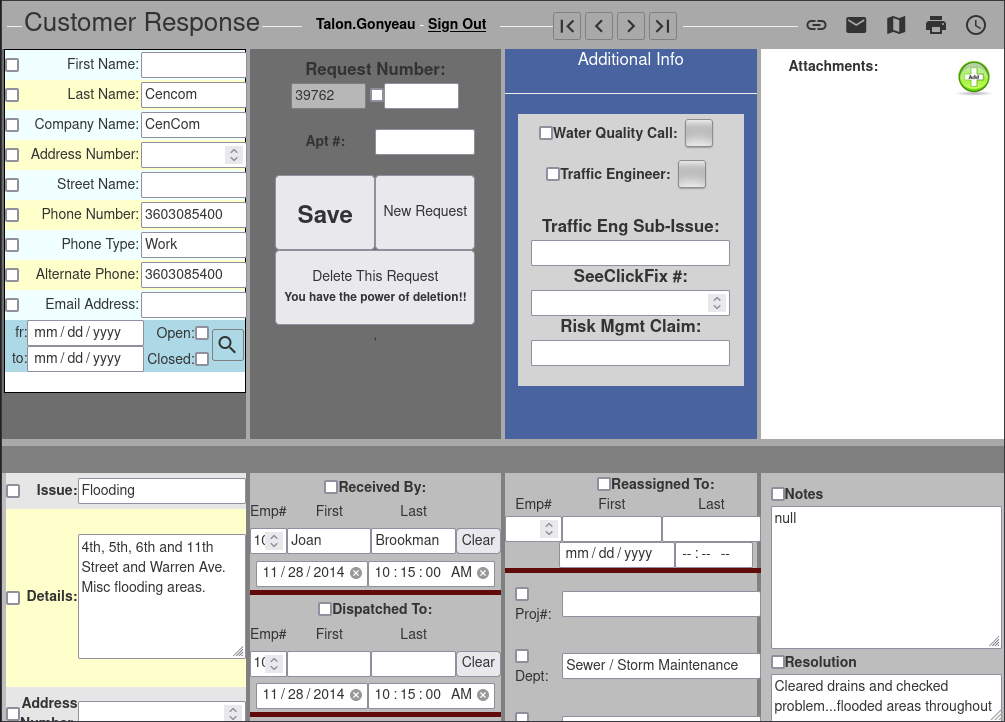 Customer Response
Talon.Gonyeau - Sign Out
First Name:
Last Name: Cencom
Company Name: CenCom
Address Number:
Street Name:
Phone Number: 3603085400
Phone Type: Work
Alternate Phone: 3603085400
Email Address:
fr: mm / dd / yyyy Open:
to: mm / dd / yyyy Closed:
Request Number:
39762
Apt #:
Save
New Request
Delete This Request
You have the power of deletion!!
,
Additional Info
Water Quality Call:
Traffic Engineer:
Traffic Eng Sub-Issue:
SeeClickFix #:
Risk Mgmt Claim:
Attachments:
Add
Issue: Flooding
Details:
4th, 5th, 6th and 11th
Street and Warren Ave.
Misc flooding areas.
Address
Received By:
Emp# First Last
Joan Brookman Clear
11 / 28 / 2014 10 : 15 : 00 AM
Dispatched To:
Emp# First Last
Clear
11 / 28 / 2014 10 : 15 : 00 AM
Reassigned To:
Emp# First Last
mm / dd / yyyy -- : -- --
Proj#:
Dept: Sewer / Storm Maintenance
Notes
null
Resolution
Cleared drains and checked
problem...flooded areas throughout